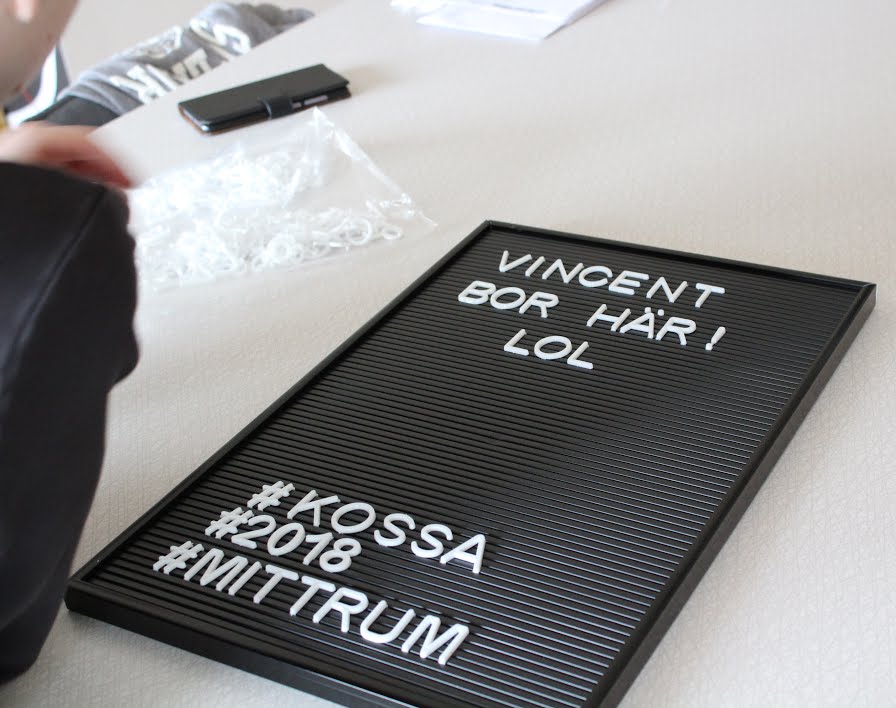 VINCENT
BOR HÄR!
LOL
#KOSSA
#2018
#MITTRUM